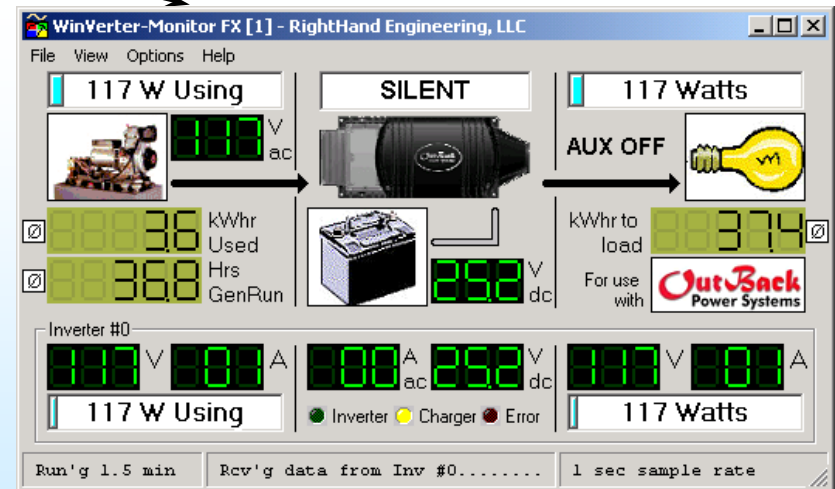 WinVerter-Monitor FX [1] - RightHand Engineering, LLC
File View Options Help
117 W Using
SILENT
117 Watts
117 V ac
OutBack
AUX OFF
3.6 kWhr Used
kWhr to load 37.4
36.8 Hrs GenRun
25.2 V dc
For use with OutBack Power Systems
Inverter #0
117 V 01 A
00 A ac 25.2 V dc
117 V 01 A
117 W Using
Inverter Charger Error
117 Watts
Run'g 1.5 min
Rcv'g data from Inv #0........
1 sec sample rate